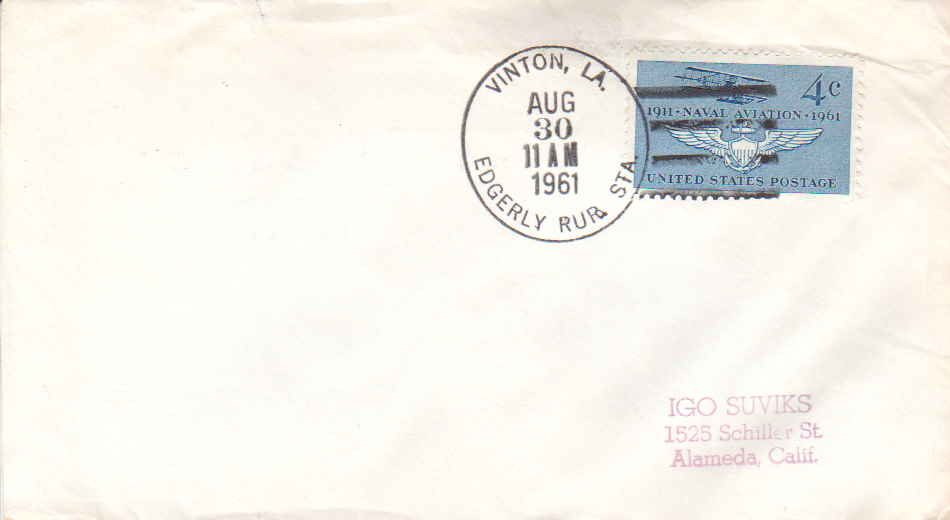 VINTON, LA.
AUG
30
11 AM
1961
EDGERLY RUR. STA.
4c
1911 • NAVAL AVIATION • 1961
UNITED STATES POSTAGE
IGO SUVIKS
1525 Schiller St.
Alameda, Calif.